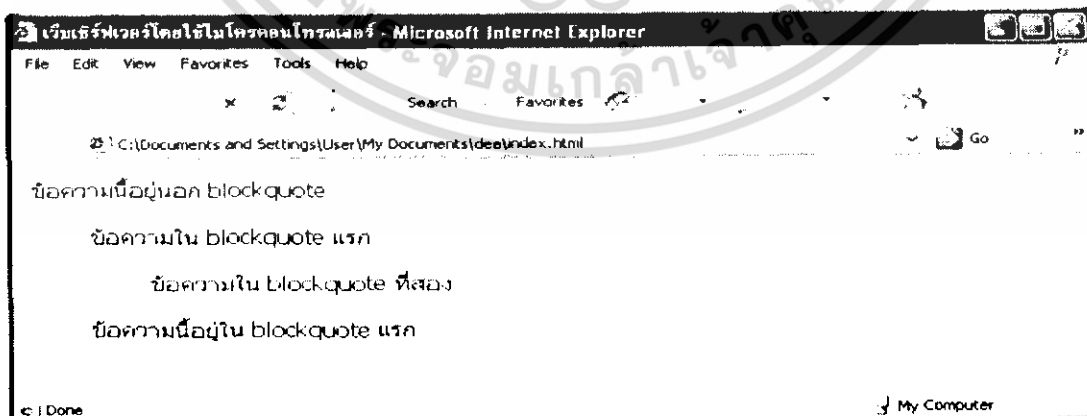 เว็บเซิร์ฟเวอร์โดยใช้ไมโครคอนโทรลเลอร์ - Microsoft Internet Explorer
File Edit View Favorites Tools Help
Search Favorites
C:\Documents and Settings\User\My Documents\dee\index.html Go
ข้อความนี้อยู่นอก blockquote
ข้อความใน blockquote แรก
ข้อความใน blockquote ที่สอง
ข้อความนี้อยู่ใน blockquote แรก
Done My Computer